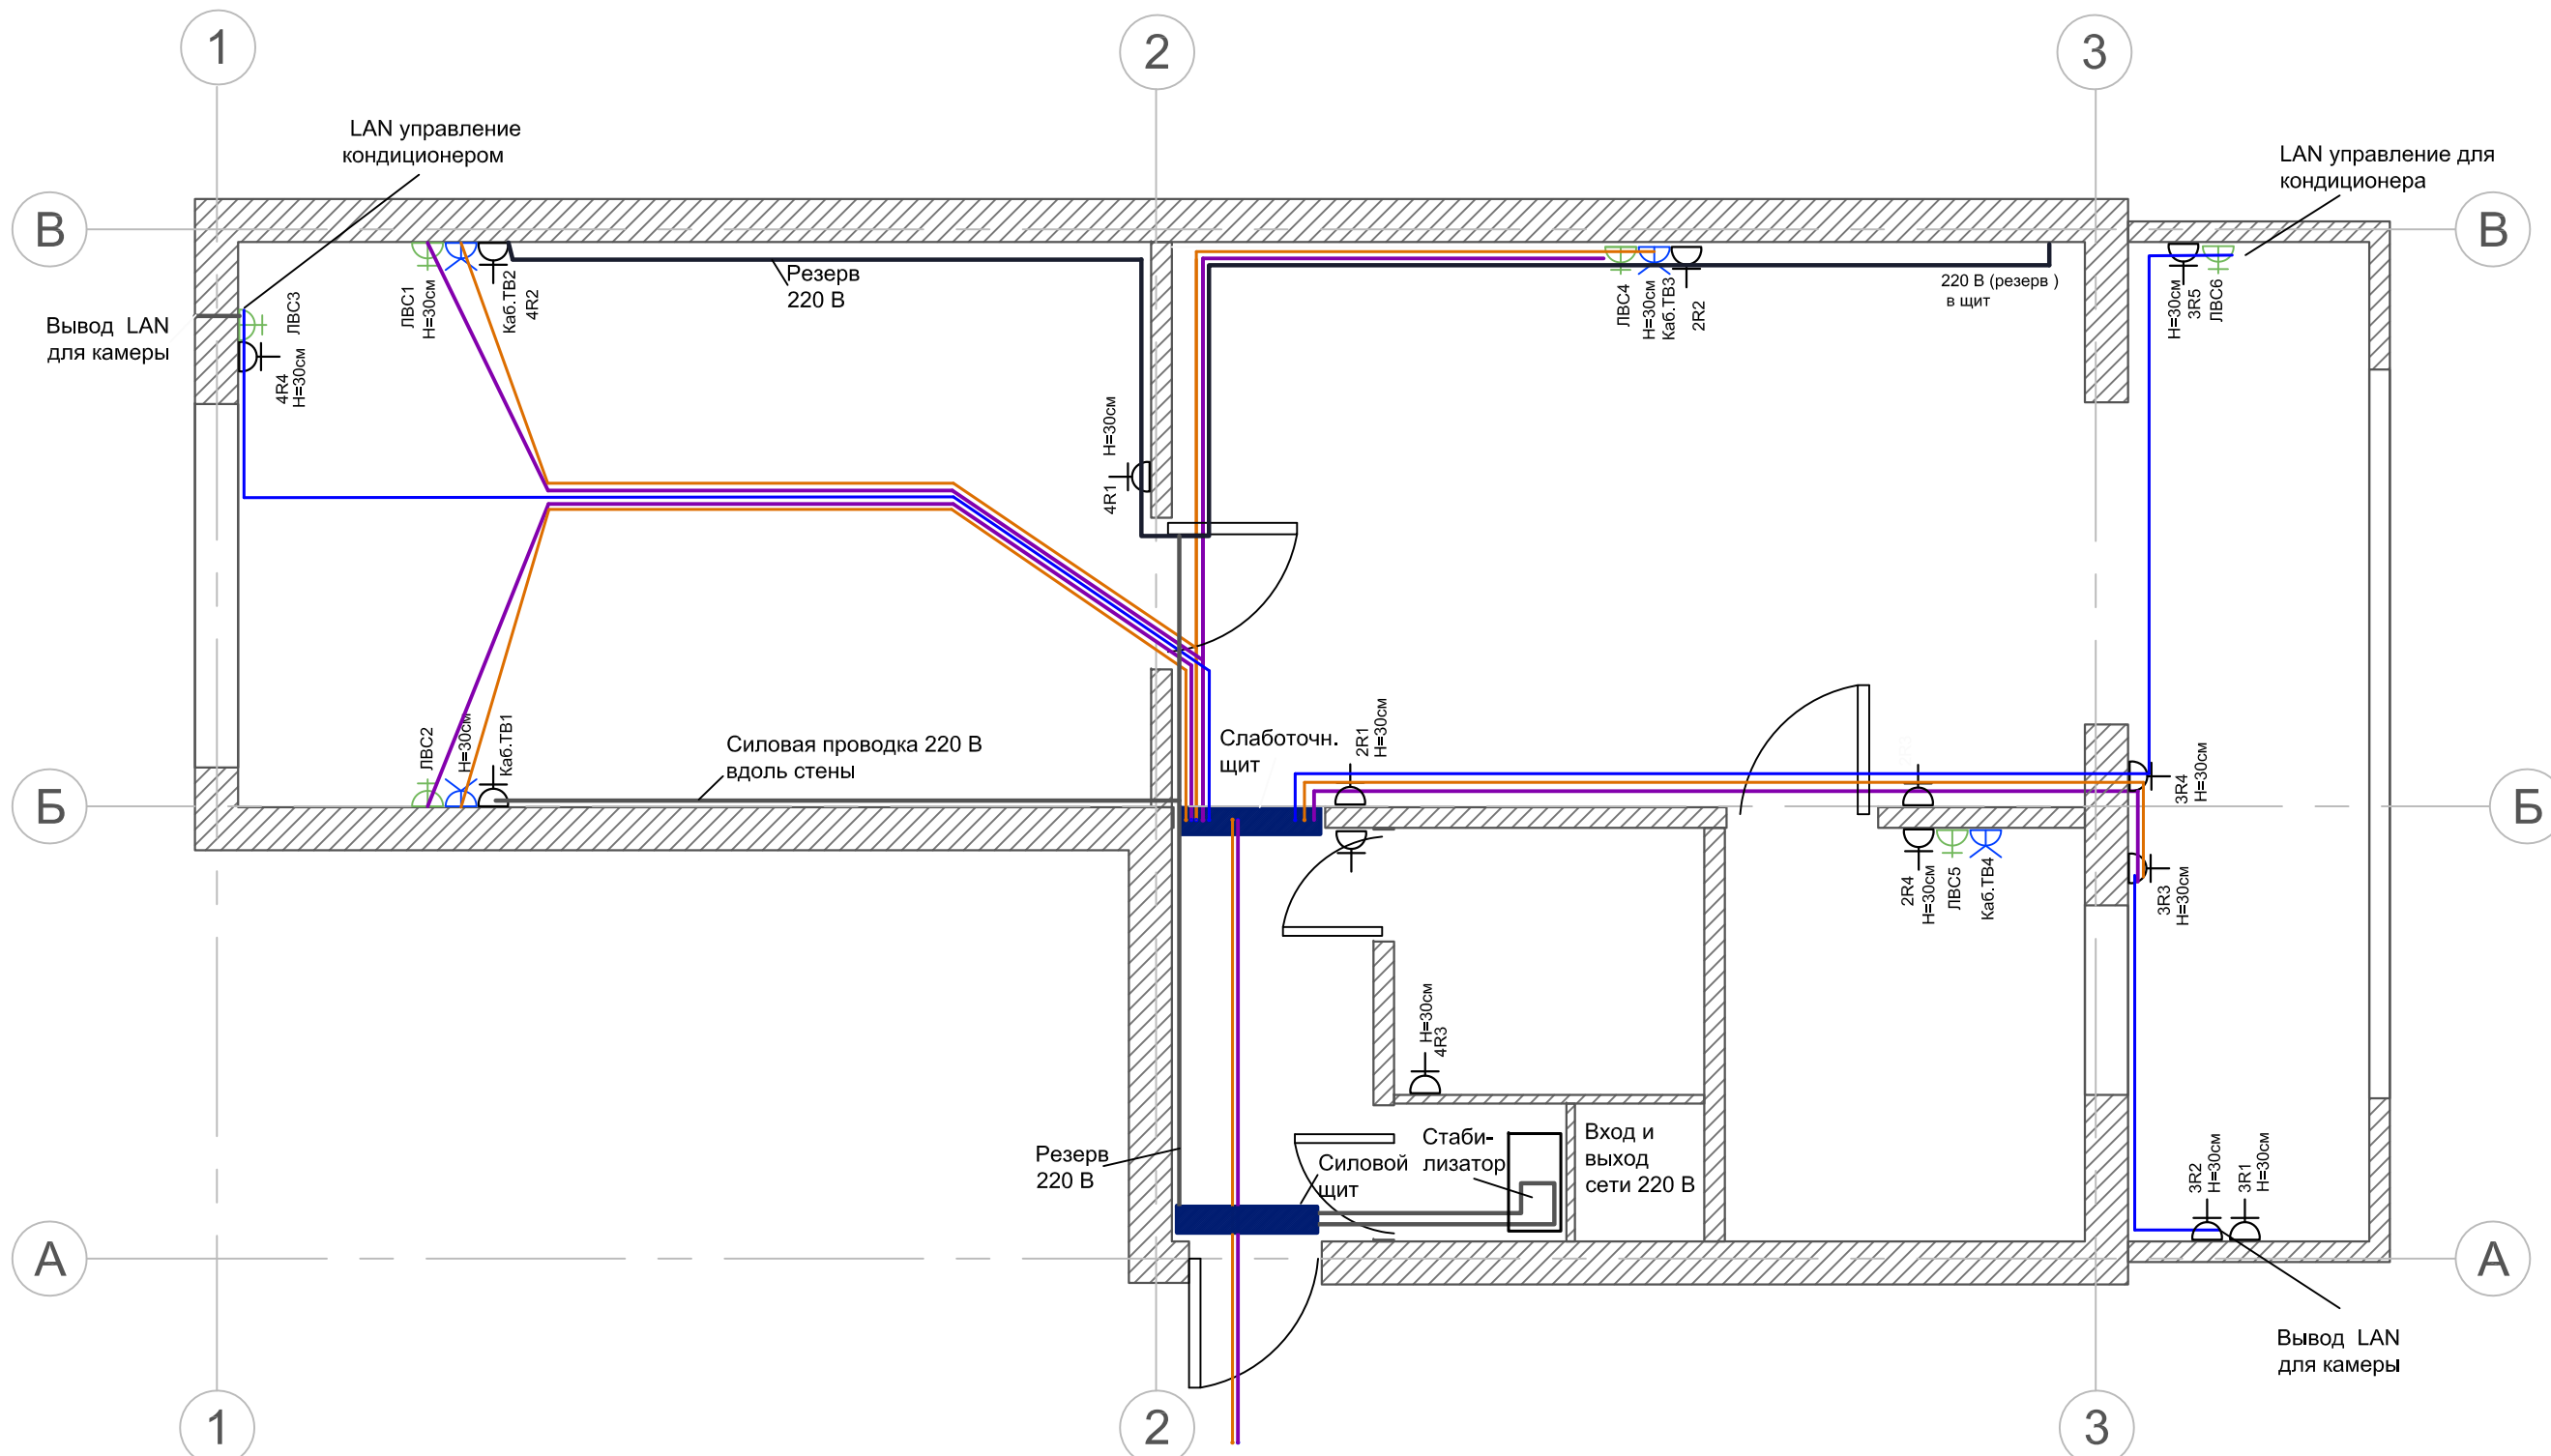 1
2
3
LAN управление
кондиционером
LAN управление для
кондиционера
В
В
Вывод LAN
для камеры
ЛВС3
4R4
H=30см
ЛВС1
H=30см
Каб.ТВ2
4R2
Резерв
220 В
H=30см
4R1
ЛВС4
H=30см
Каб.ТВ3
2R2
220 В (резерв )
в щит
H=30см
3R5
ЛВС6
ЛВС2
H=30см
Каб.ТВ1
Силовая проводка 220 В
вдоль стены
Слаботочн.
щит
2R1
H=30см
3R4
H=30см
Б
Б
2R4
H=30см
ЛВС5
Каб.ТВ4
3R3
H=30см
H=30см
4R3
Резерв
220 В
Силовой
щит
Стаби-
лизатор
Вход и
выход
сети 220 В
3R2
H=30см
3R1
H=30см
А
А
Вывод LAN
для камеры
1
2
3